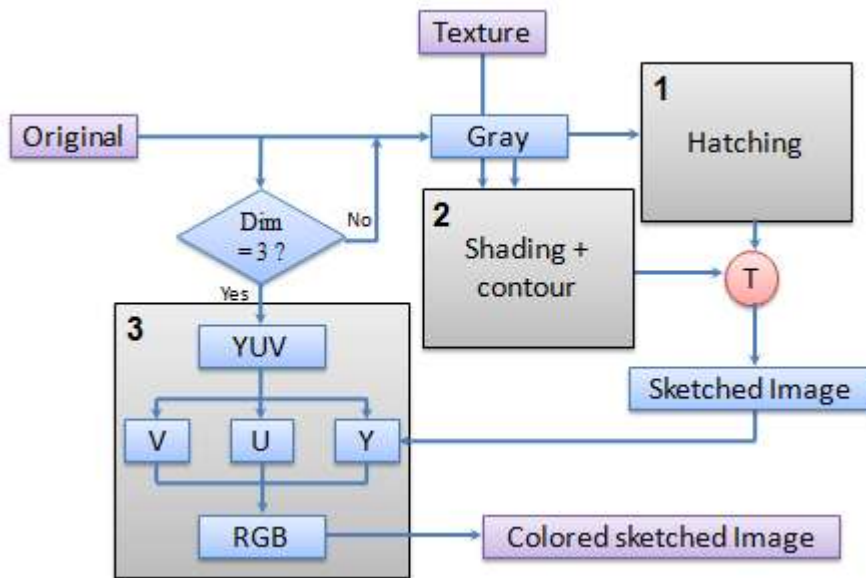 Texture
1
Original
Gray
Hatching
Dim
= 3 ?
No
2
Shading +
contour
T
Yes
3
YUV
Sketched Image
V
U
Y
RGB
Colored sketched Image